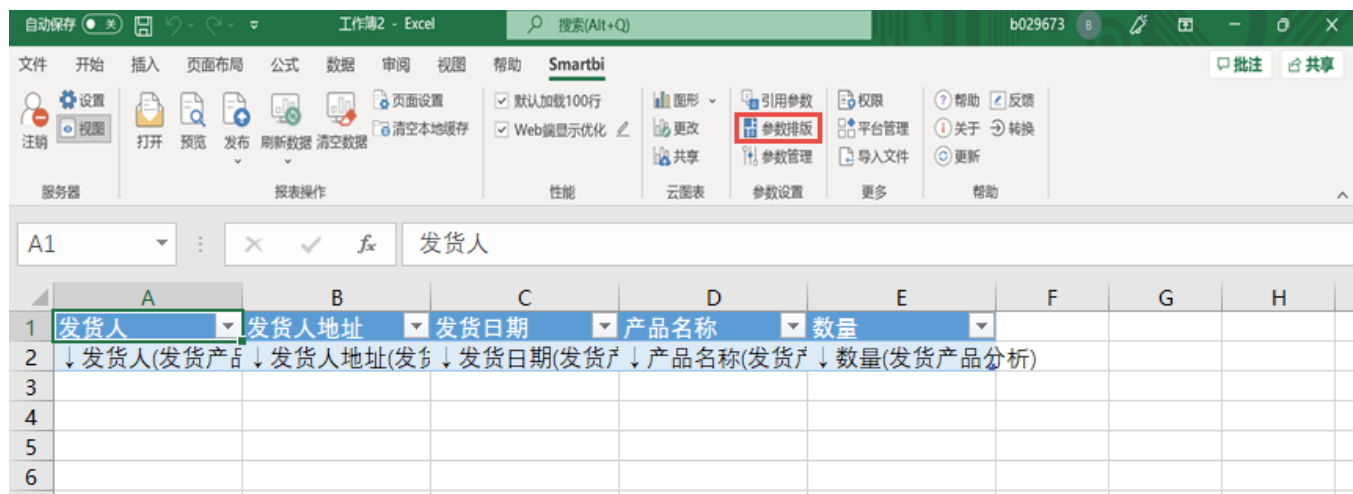 自动保存 关 工作簿2 - Excel 搜索(Alt+Q) b029673 B
文件 开始 插入 页面布局 公式 数据 审阅 视图 帮助 Smartbi 批注 共享
设置 页面设置 默认加载100行 图形 引用参数 权限 帮助 反馈
视图 清空本地缓存 Web端显示优化 更改 参数排版 平台管理 关于 转换
注销 打开 预览 发布 刷新数据 清空数据
共享 参数管理 导入文件 更新
服务器 报表操作 性能 云图表 参数设置 更多 帮助
A1 fx 发货人
A B C D E F G H
1 发货人 发货人地址 发货日期 产品名称 数量
2 ↓发货人(发货产品 ↓发货人地址(发货 ↓发货日期(发货产 ↓产品名称(发货产 ↓数量(发货产品分析)
3
4
5
6